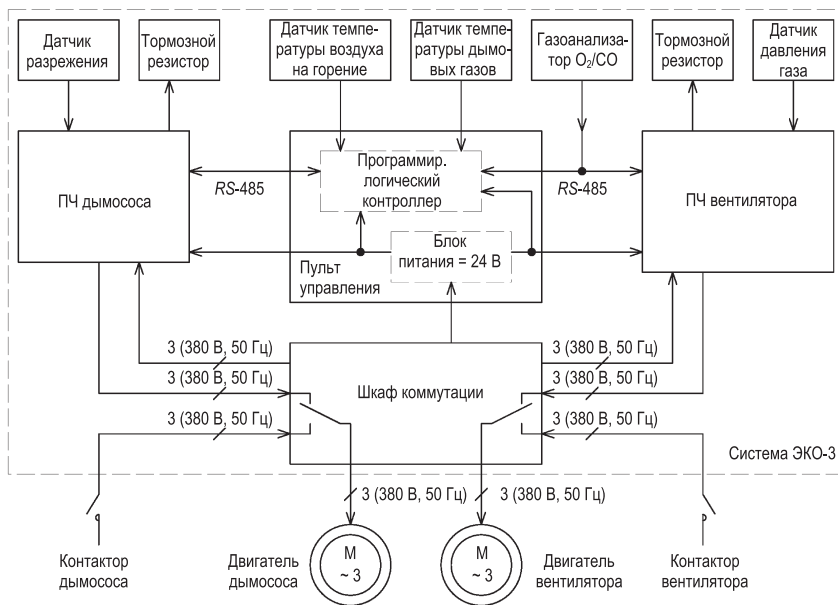 Датчик
разрежения
Тормозной
резистор
Датчик темпе-
ратуры воздуха
на горение
Датчик темпе-
ратуры дымо-
вых газов
Газоанализа-
тор O₂/CO
Тормозной
резистор
Датчик
давления
газа
ПЧ дымососа
RS-485
Программир.
логический
контроллер
RS-485
ПЧ вентилятора
Блок
питания = 24 В
Пульт
управления
3 (380 В, 50 Гц)
3 (380 В, 50 Гц)
3 (380 В, 50 Гц)
Шкаф коммутации
3 (380 В, 50 Гц)
3 (380 В, 50 Гц)
3 (380 В, 50 Гц)
Система ЭКО-3
3 (380 В, 50 Гц)
3 (380 В, 50 Гц)
Контактор
дымососа
Двигатель
дымососа
М
~ 3
М
~ 3
Двигатель
вентилятора
Контактор
вентилятора